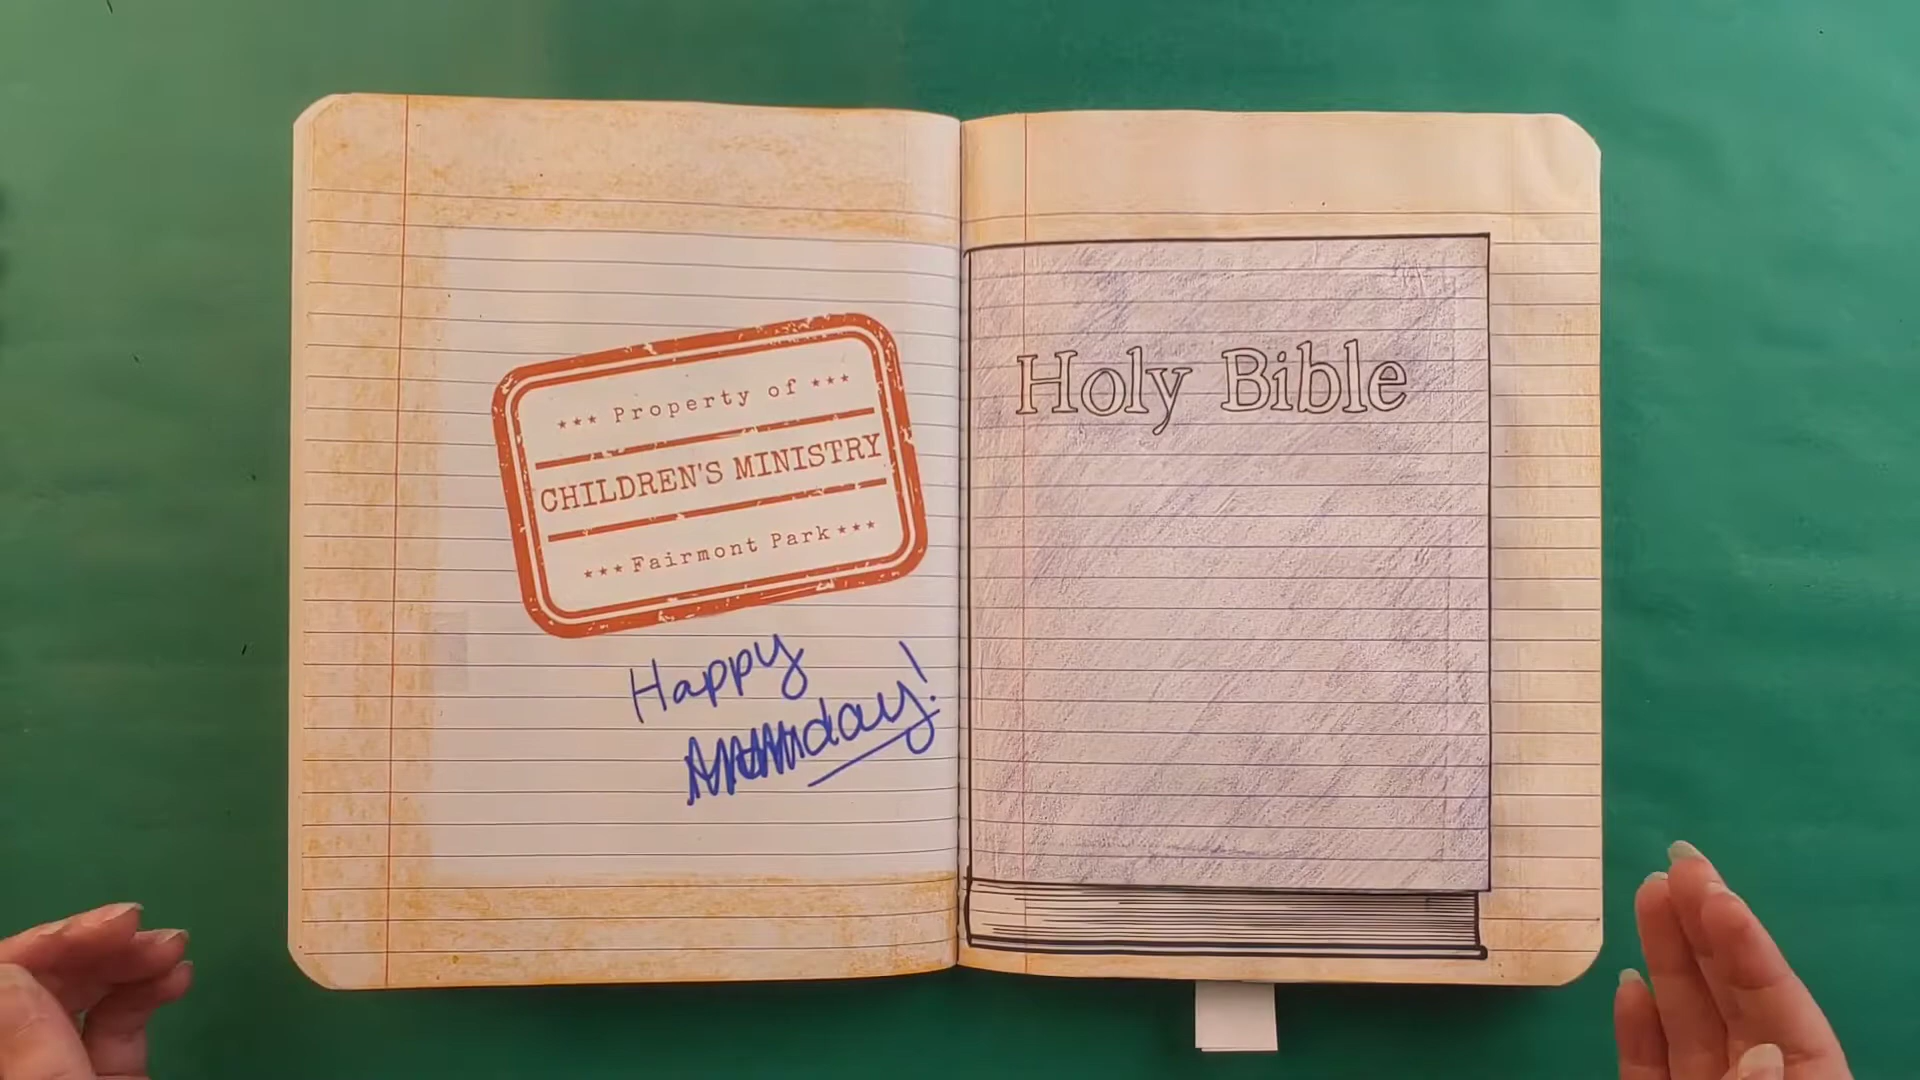 *** Property of ***
CHILDREN'S MINISTRY
*** Fairmont Park ***
Happy
day!
Holy Bible